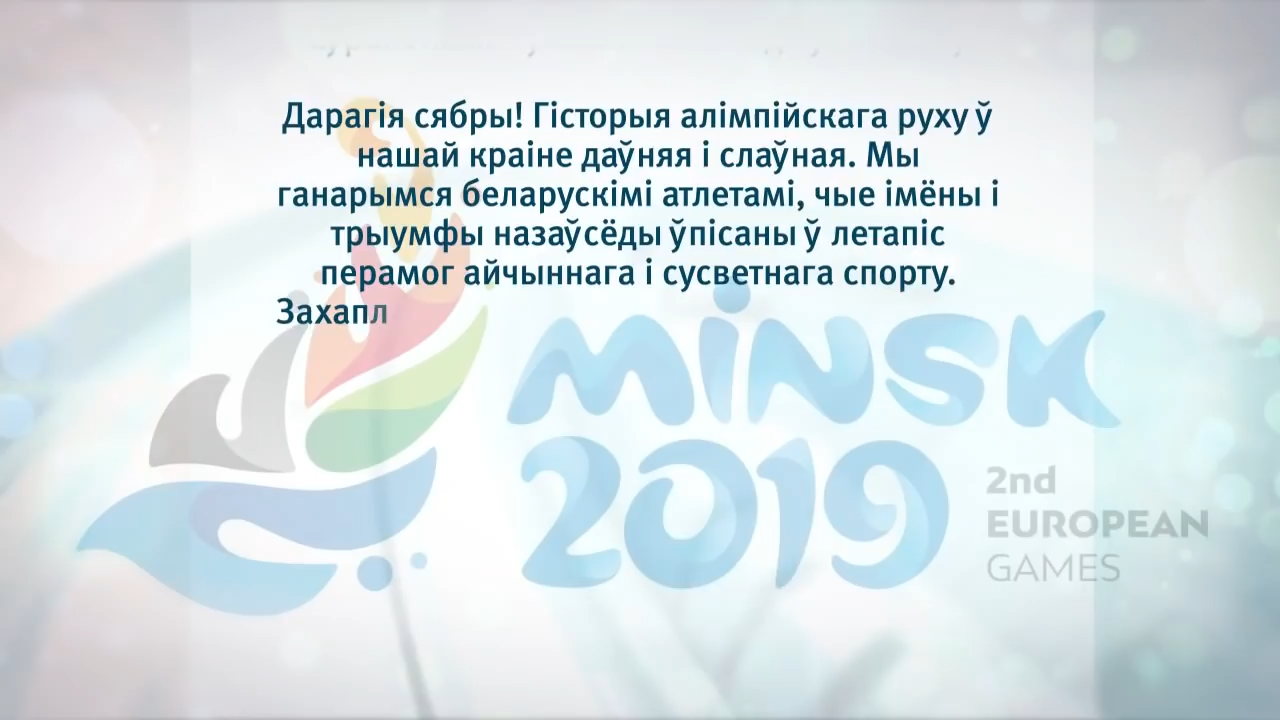 Дарагія сябры! Гісторыя алімпійскага руху ў
нашай краіне даўняя і слаўная. Мы
ганарымся беларускімі атлетамі, чые імёны і
трыумфы назаўсёды ўпісаны ў летапіс
перамог айчыннага і сусветнага спорту.
Захапл
MINSK
2019
2nd
EUROPEAN
GAMES